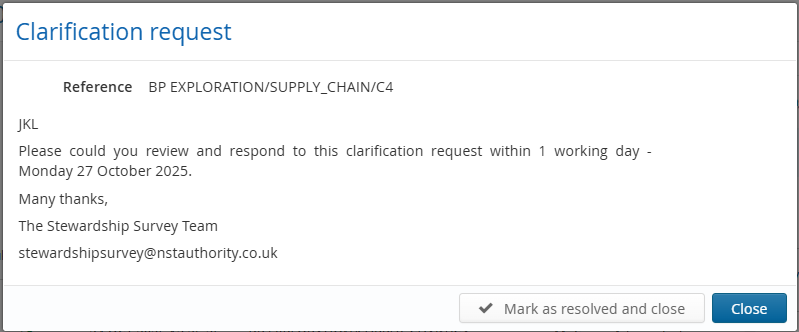 Clarification request
Reference BP EXPLORATION/SUPPLY_CHAIN/C4
JKL
Please could you review and respond to this clarification request within 1 working day -
Monday 27 October 2025.
Many thanks,
The Stewardship Survey Team
stewardshipsurvey@nstauthority.co.uk
Mark as resolved and close Close